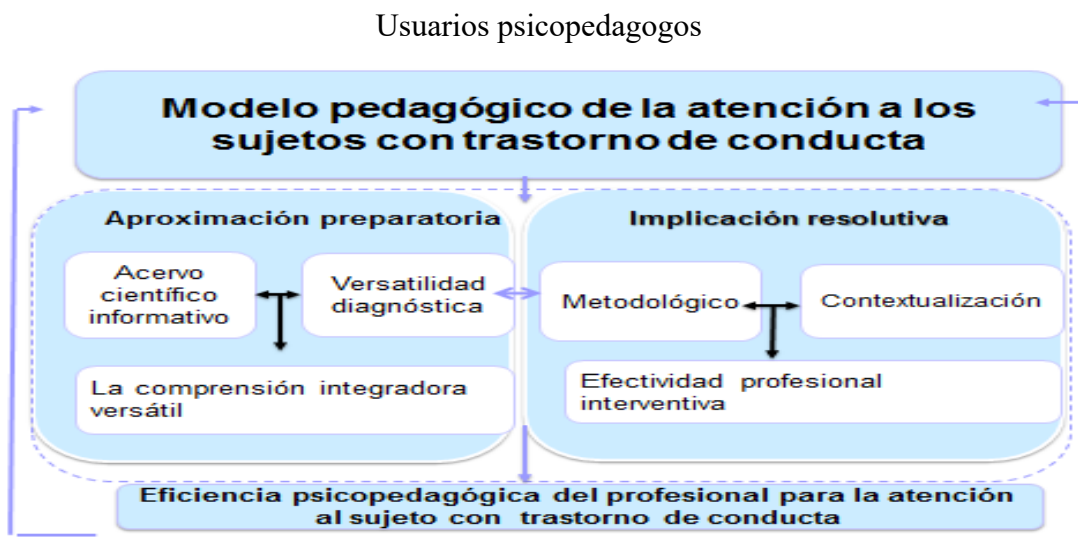 Usuarios psicopedagogos
Modelo pedagógico de la atención a los
sujetos con trastorno de conducta
Aproximación preparatoria
Acervo
científico
informativo
Versatilidad
diagnóstica
La comprensión integradora
versátil
Implicación resolutiva
Metodológico
Contextualización
Efectividad profesional
interventiva
Eficiencia psicopedagógica del profesional para la atención
al sujeto con trastorno de conducta